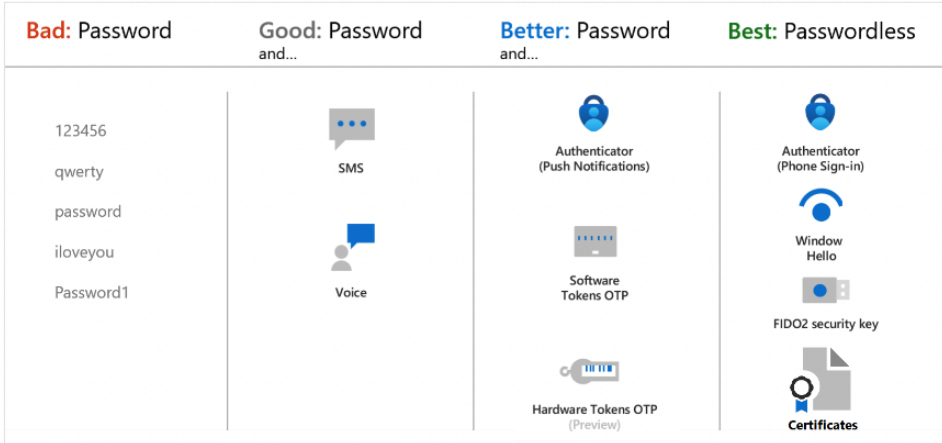 Bad: Password
123456
qwerty
password
iloveyou
Password1
Good: Password
and...
SMS
Voice
Better: Password
and...
Authenticator
(Push Notifications)
Software
Tokens OTP
Hardware Tokens OTP
(Preview)
Best: Passwordless
Authenticator
(Phone Sign-in)
Window
Hello
FIDO2 security key
Certificates